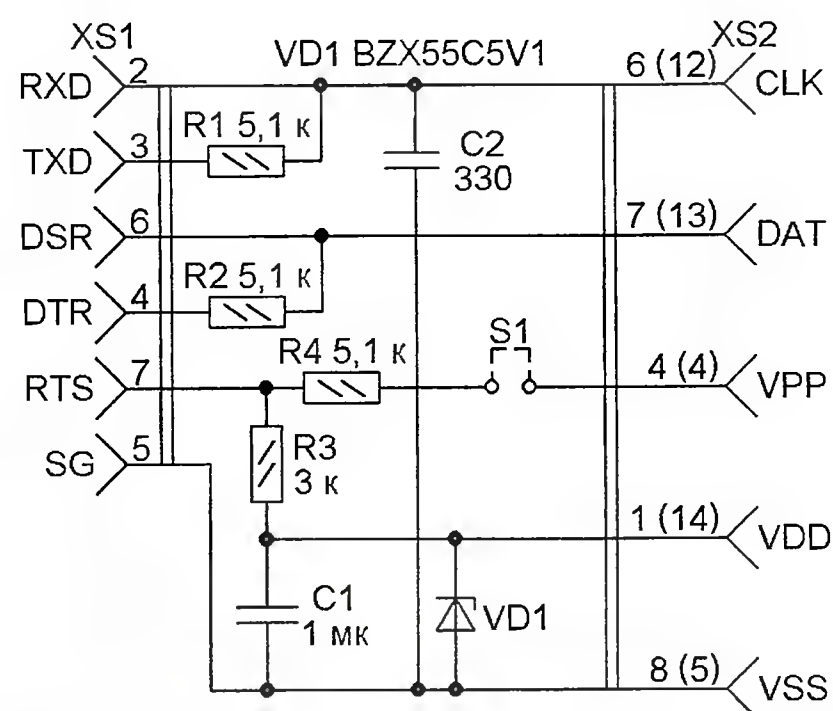 XS1
VD1 BZX55C5V1
XS2
RXD
2
6 (12)
CLK
R1 5,1 к
TXD
3
C2
330
DSR
6
7 (13)
DAT
R2 5,1 к
DTR
4
S1
R4 5,1 к
RTS
7
4 (4)
VPP
SG
5
R3
3 к
1 (14)
VDD
C1
1 мк
VD1
8 (5)
VSS